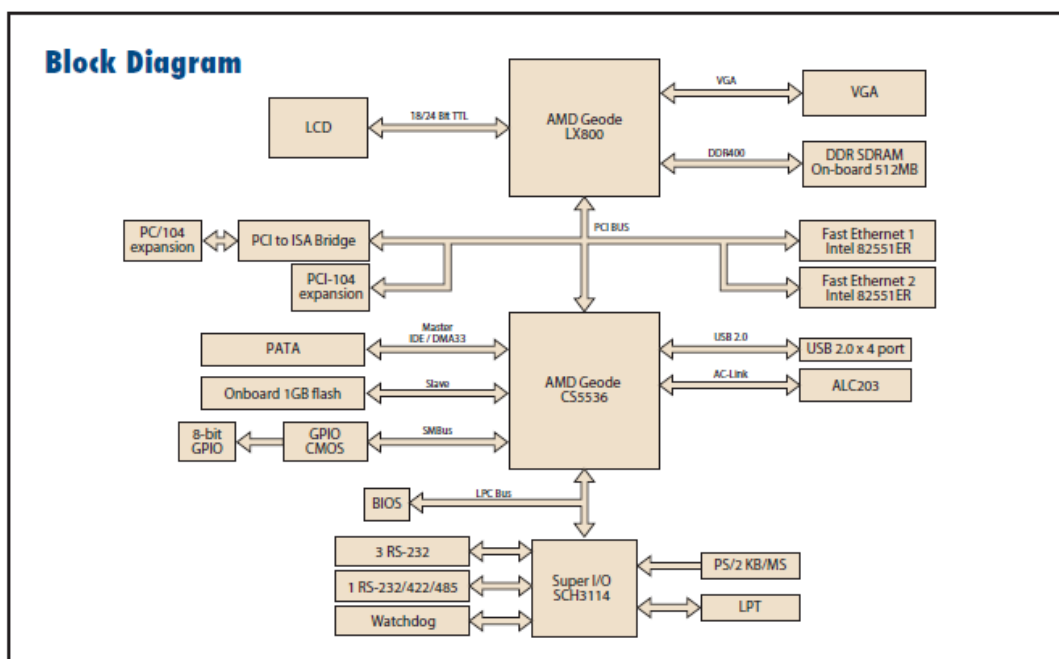 Block Diagram
LCD
18/24 Bit TTL
AMD Geode
LX800
VGA
VGA
DDR400
DDR SDRAM
On-board 512MB
PC/104
expansion
PCI to ISA Bridge
PCI BUS
Fast Ethernet 1
Intel 82551ER
PCI-104
expansion
Fast Ethernet 2
Intel 82551ER
PATA
Master
IDE / DMA33
AMD Geode
CS5536
USB 2.0
USB 2.0 x 4 port
Onboard 1GB flash
Slave
AC-Link
ALC203
8-bit
GPIO
GPIO
CMOS
SMBus
BIOS
LPC Bus
3 RS-232
Super I/O
SCH3114
PS/2 KB/MS
1 RS-232/422/485
LPT
Watchdog